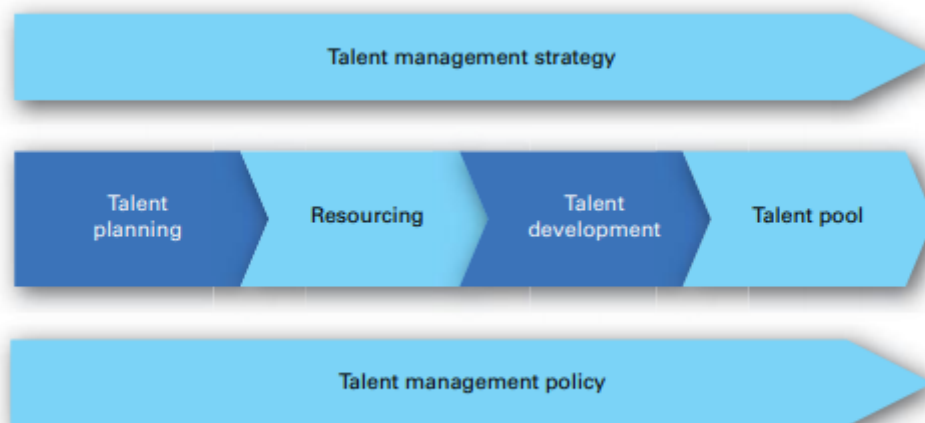 Talent management strategy
Talent
planning
Resourcing
Talent
development
Talent pool
Talent management policy